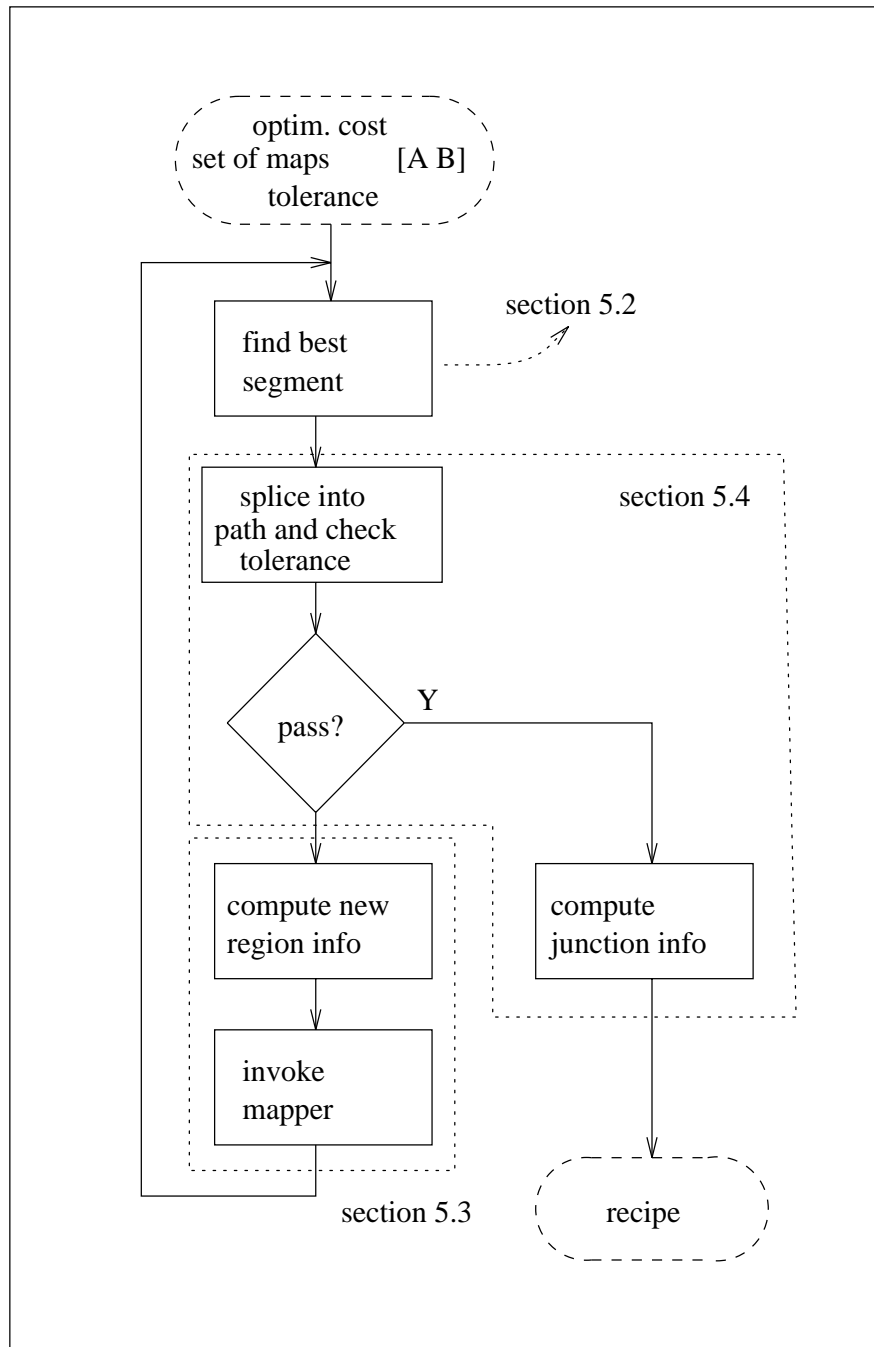 optim. cost
set of maps [A B]
tolerance
section 5.2
find best
segment
splice into
path and check
tolerance
section 5.4
Y
pass?
compute new
region info
compute
junction info
invoke
mapper
section 5.3
recipe